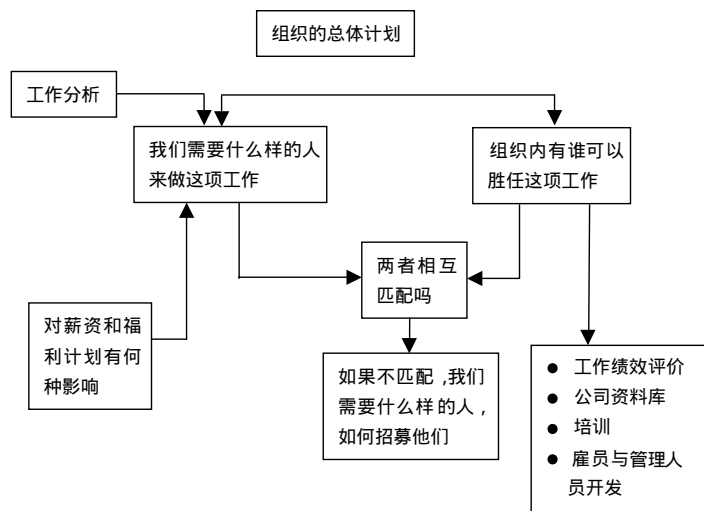 组织的总体计划
工作分析
我们需要什么样的人
来做这项工作
组织内有谁可以
胜任这项工作
两者相互
匹配吗
对薪资和福
利计划有何
种影响
如果不匹配,我们
需要什么样的人,
如何招募他们
● 工作绩效评价
● 公司资料库
● 培训
● 雇员与管理人
员开发